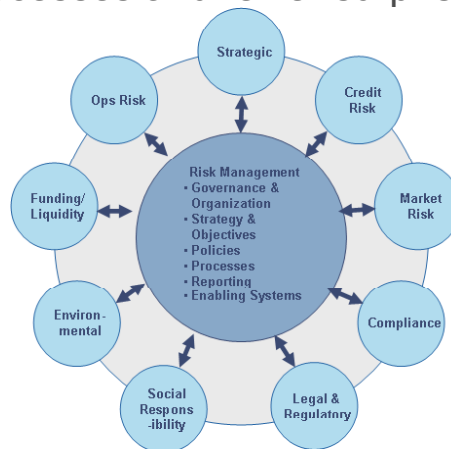 Strategic
Credit
Risk
Market
Risk
Compliance
Legal &
Regulatory
Social
Respons
-ibility
Environ-
mental
Funding/
Liquidity
Ops Risk
Risk Management
• Governance &
Organization
• Strategy &
Objectives
• Policies
• Processes
• Reporting
• Enabling Systems